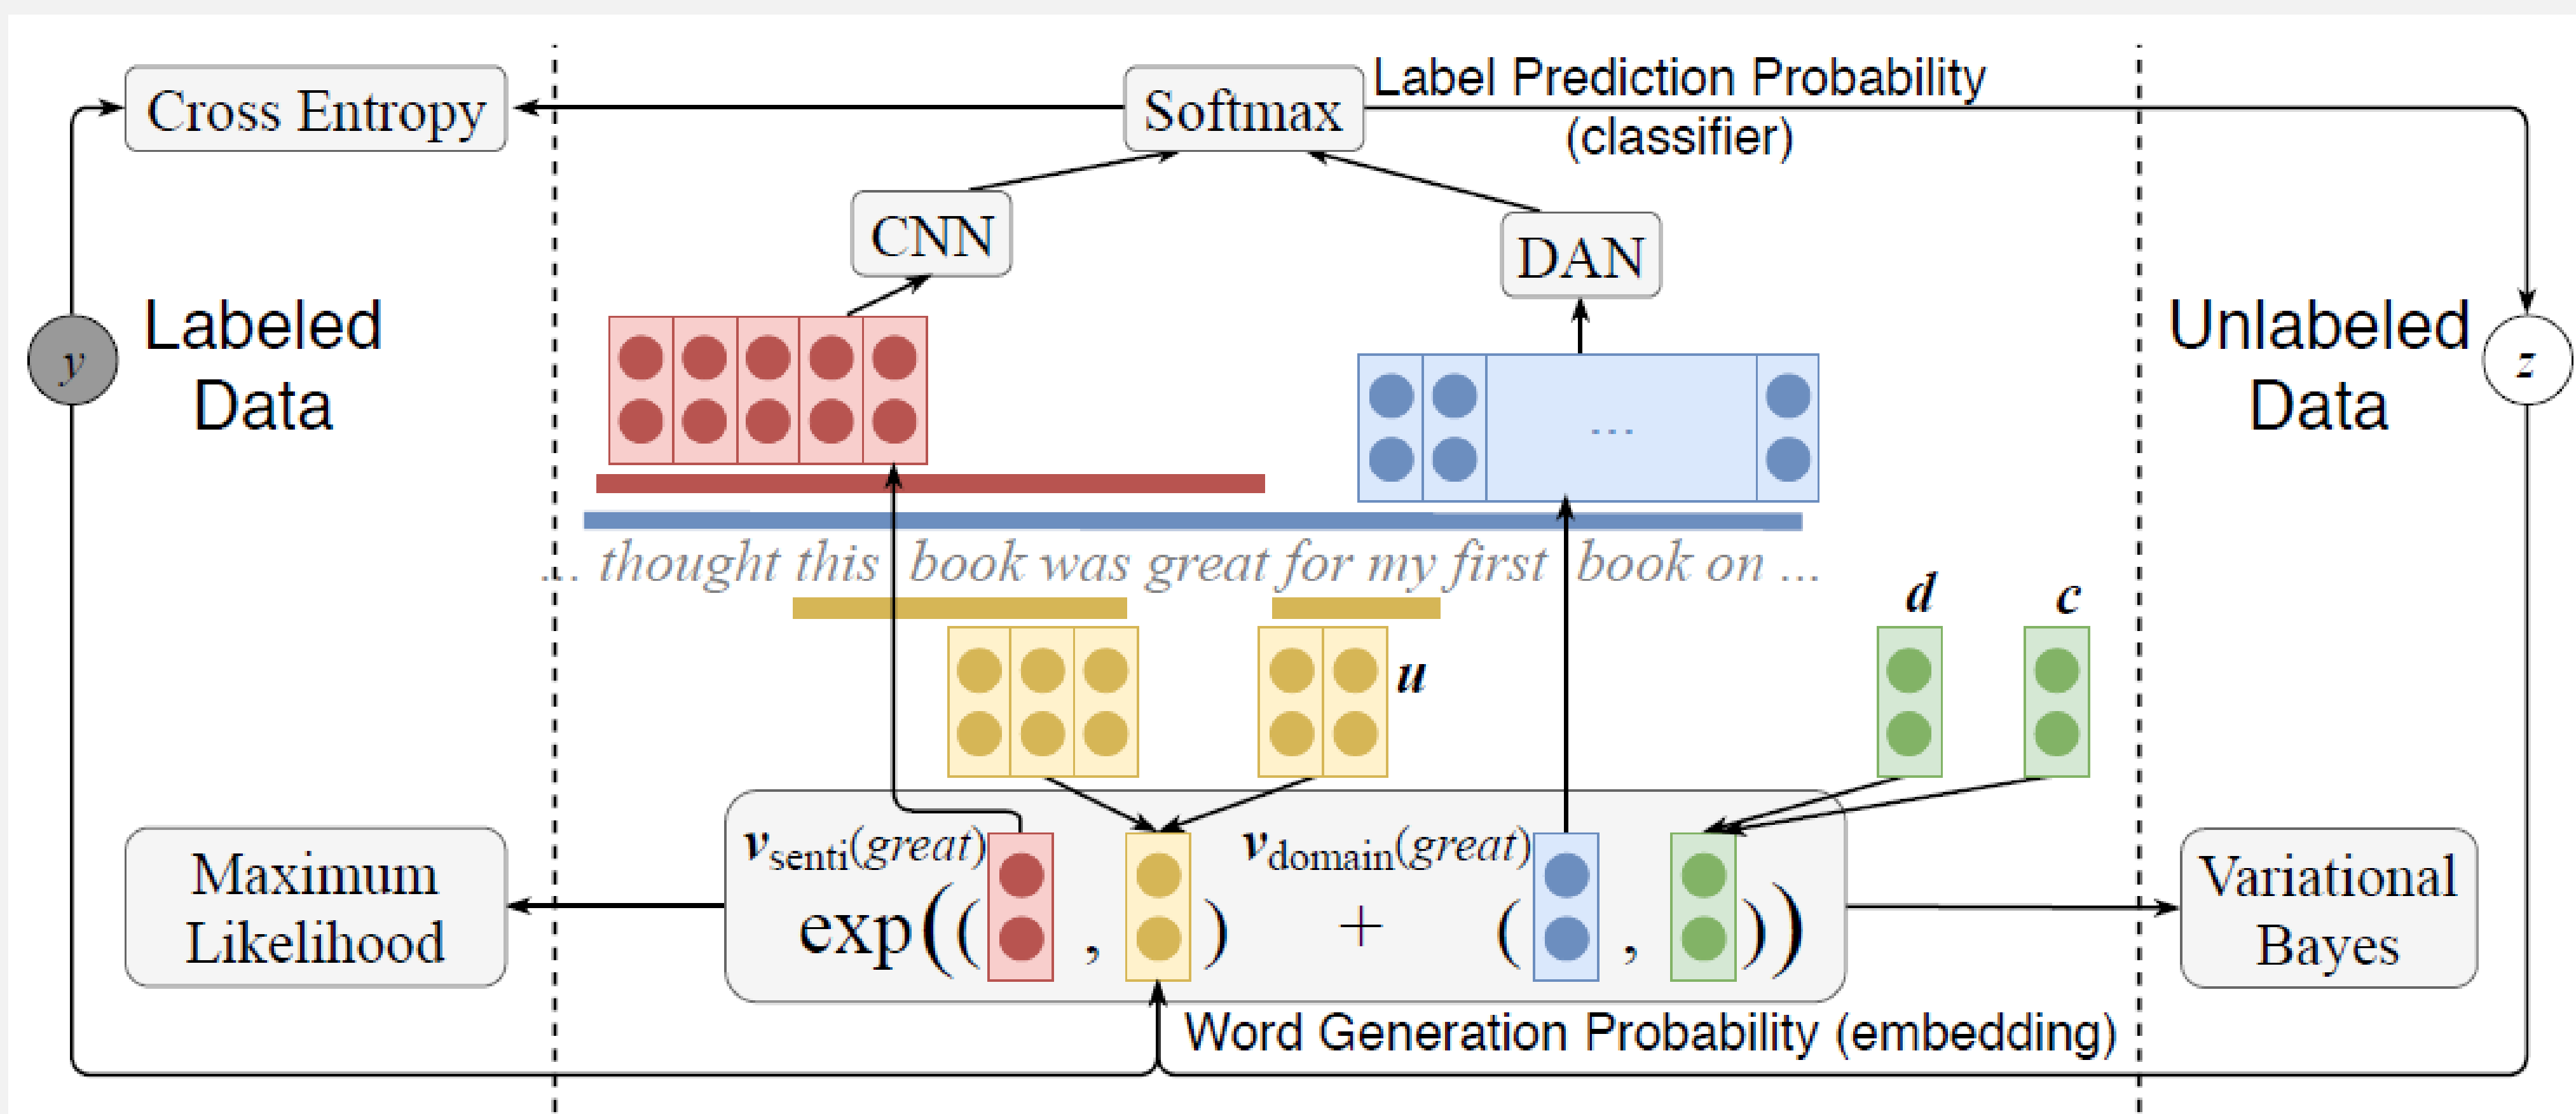 Cross Entropy
Softmax
Label Prediction Probability
(classifier)
CNN
DAN
y
Labeled
Data
Unlabeled
Data
z
...
... thought this book was great for my first book on ...
d
c
u
v_senti(great)
v_domain(great)
exp(( , ) + ( , ))
Maximum
Likelihood
Variational
Bayes
Word Generation Probability (embedding)